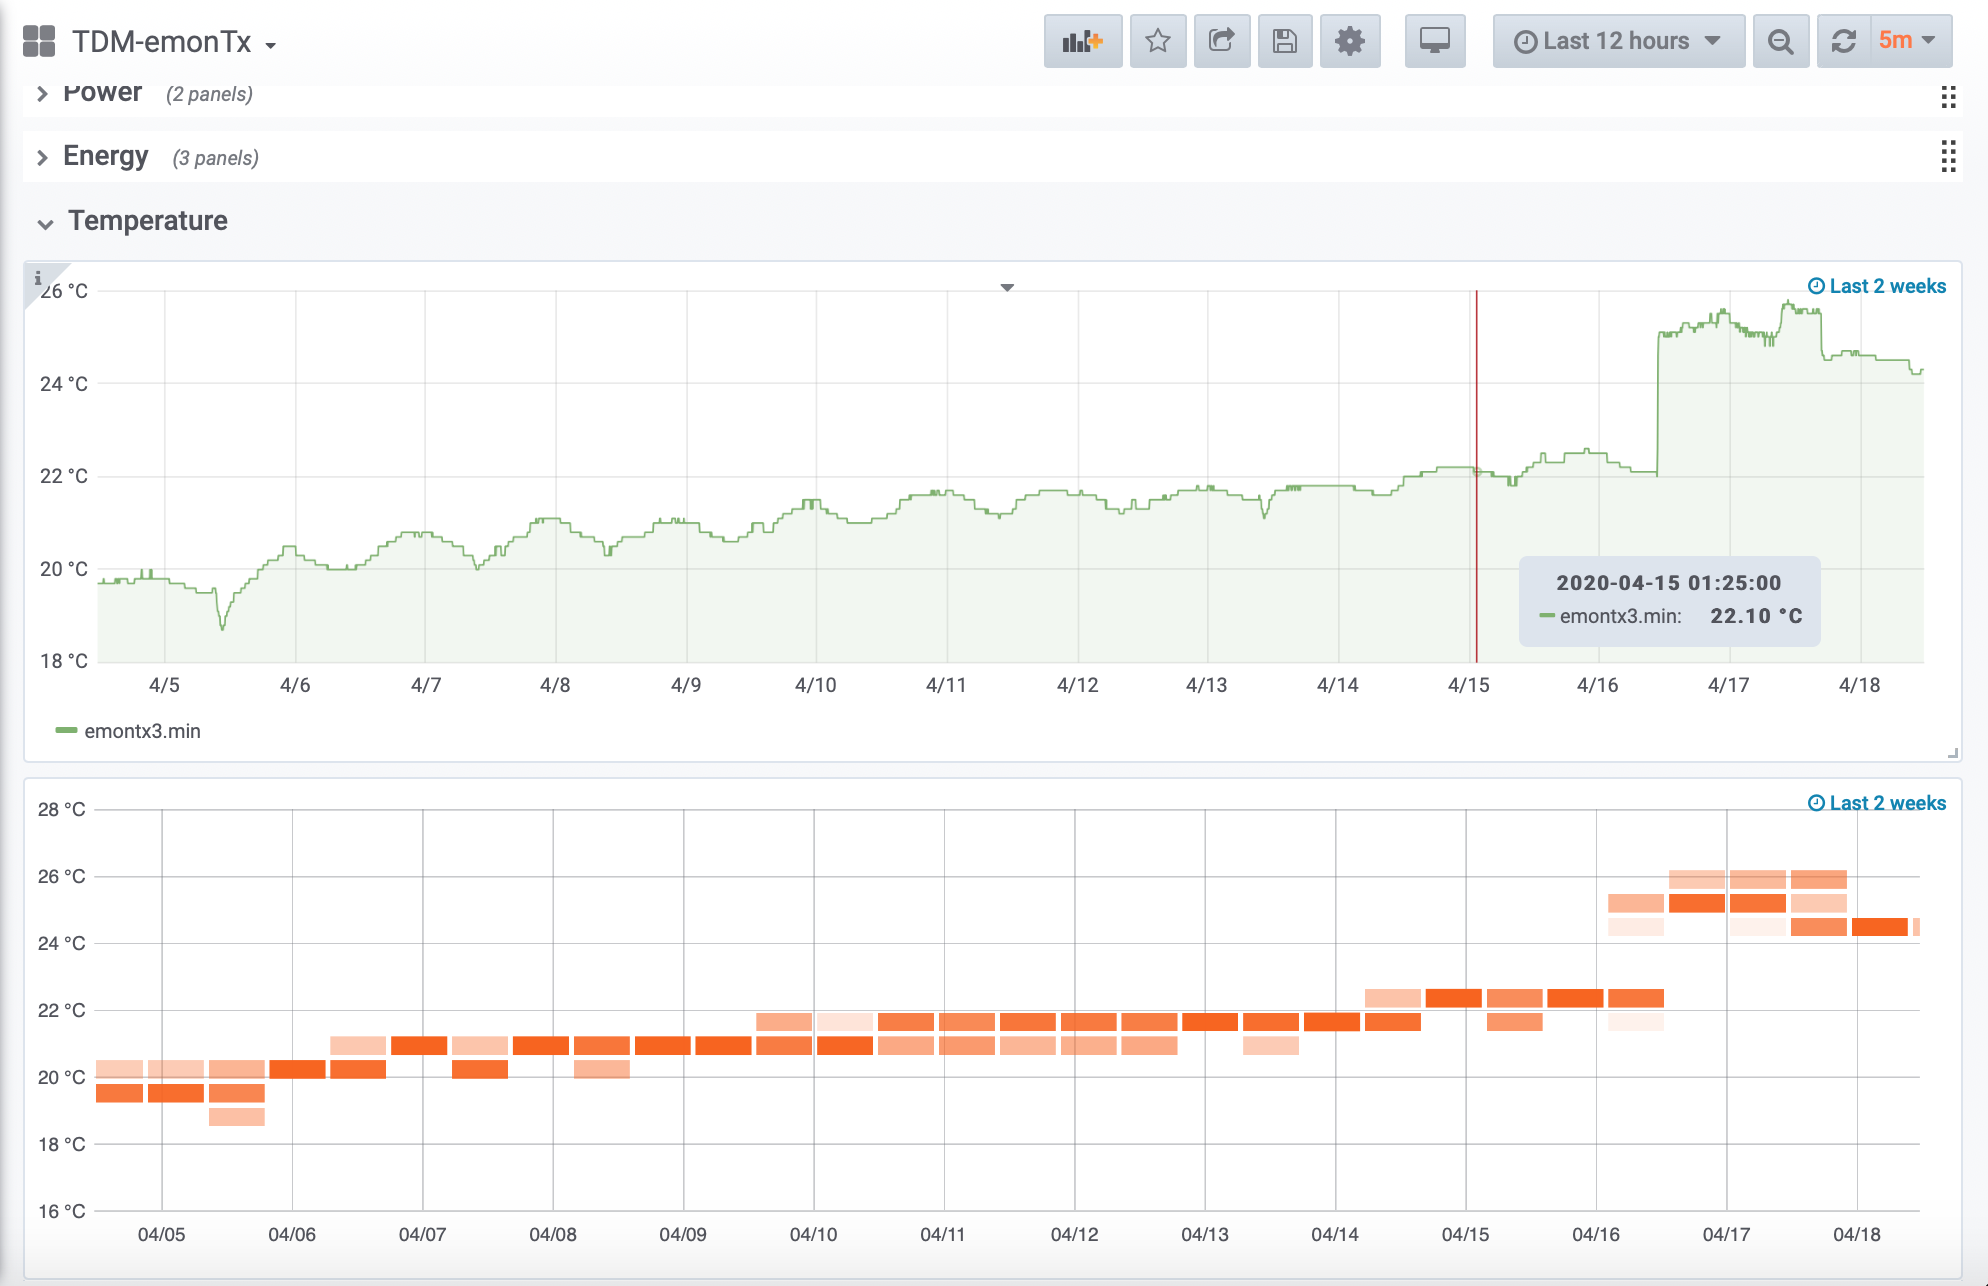 TDM-emonTx
Last 12 hours
5m
Power (2 panels)
Energy (3 panels)
Temperature
i
Last 2 weeks
26 °C
24 °C
22 °C
20 °C
18 °C
2020-04-15 01:25:00
emontx3.min: 22.10 °C
4/5 4/6 4/7 4/8 4/9 4/10 4/11 4/12 4/13 4/14 4/15 4/16 4/17 4/18
emontx3.min
Last 2 weeks
28 °C
26 °C
24 °C
22 °C
20 °C
18 °C
16 °C
04/05 04/06 04/07 04/08 04/09 04/10 04/11 04/12 04/13 04/14 04/15 04/16 04/17 04/18